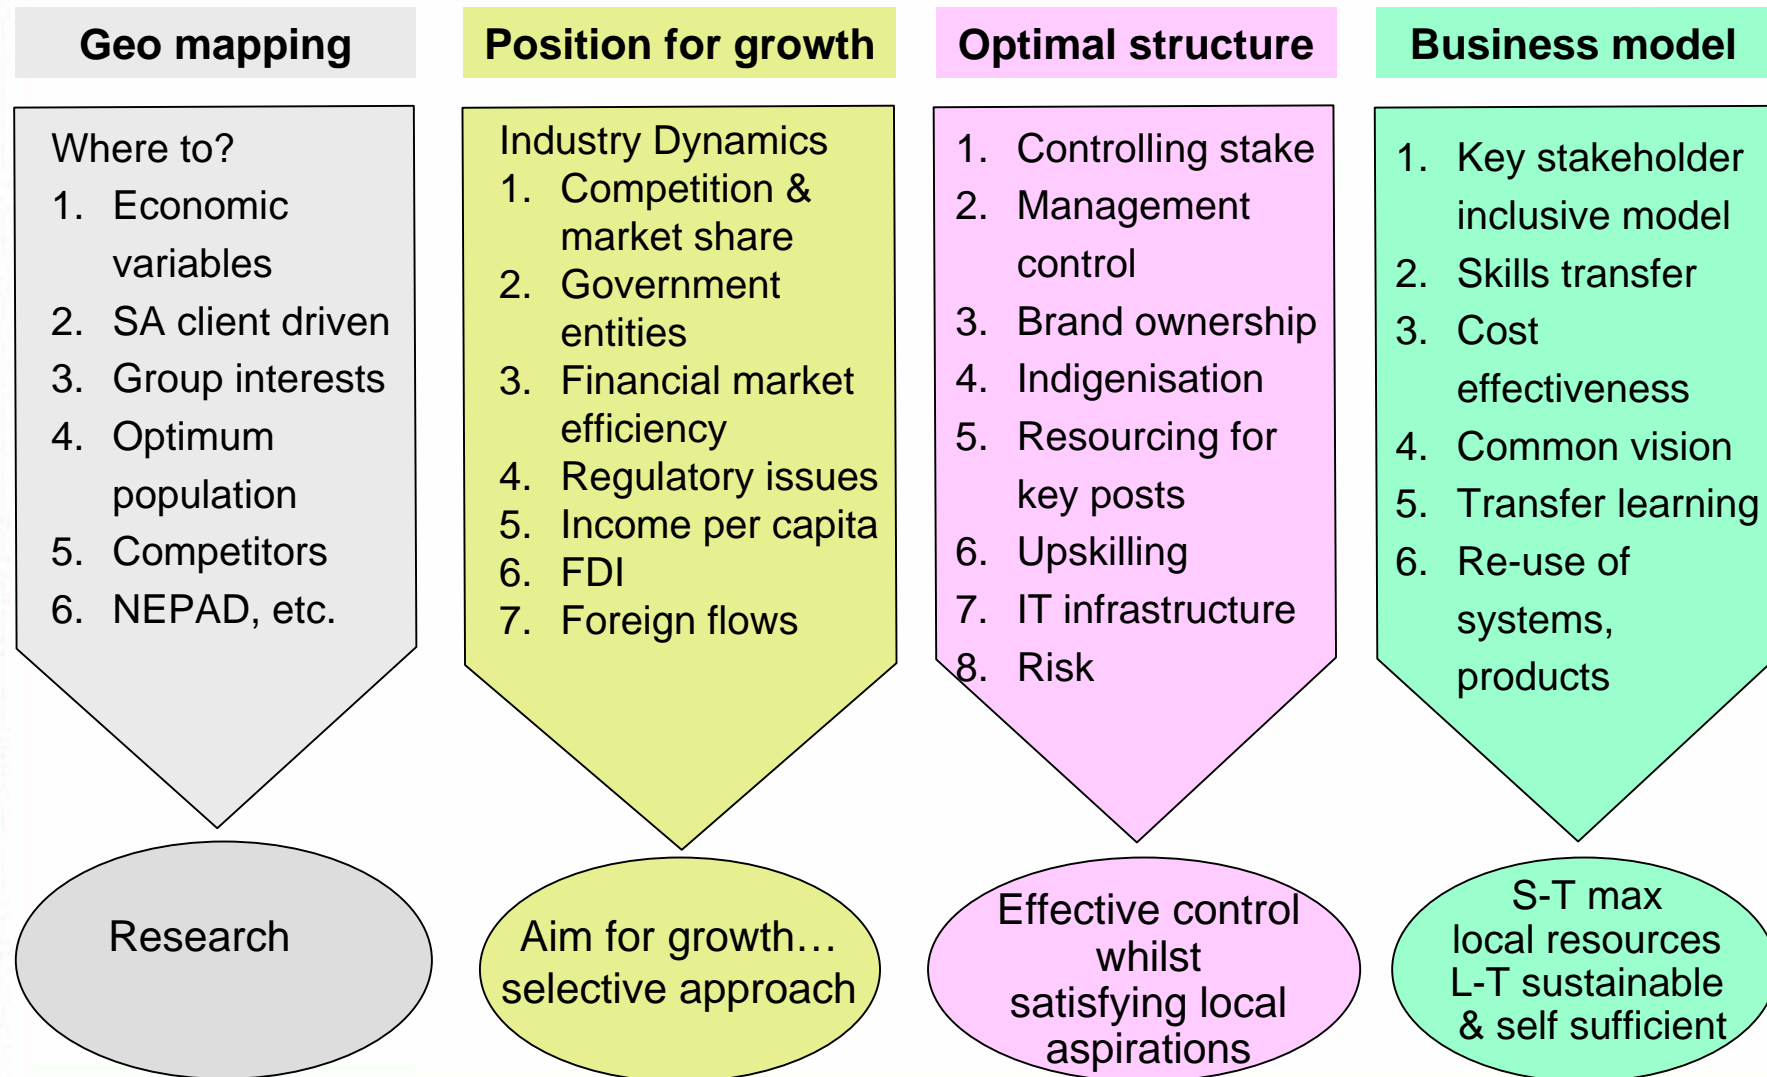 Geo mapping
Where to?
1. Economic
variables
2. SA client driven
3. Group interests
4. Optimum
population
5. Competitors
6. NEPAD, etc.
Research
Position for growth
Industry Dynamics
1. Competition &
market share
2. Government
entities
3. Financial market
efficiency
4. Regulatory issues
5. Income per capita
6. FDI
7. Foreign flows
Aim for growth…
selective approach
Optimal structure
1. Controlling stake
2. Management
control
3. Brand ownership
4. Indigenisation
5. Resourcing for
key posts
6. Upskilling
7. IT infrastructure
8. Risk
Effective control
whilst
satisfying local
aspirations
Business model
1. Key stakeholder
inclusive model
2. Skills transfer
3. Cost
effectiveness
4. Common vision
5. Transfer learning
6. Re-use of
systems,
products
S-T max
local resources
L-T sustainable
& self sufficient